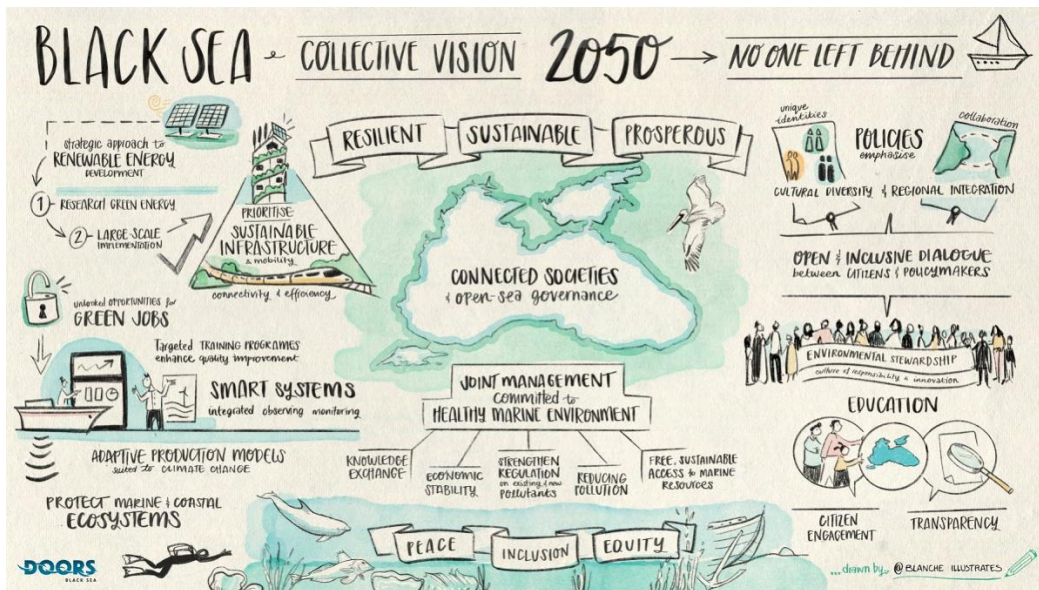 BLACK SEA - COLLECTIVE VISION 2050 → NO ONE LEFT BEHIND
strategic approach to
RENEWABLE ENERGY
DEVELOPMENT
1 RESEARCH GREEN ENERGY
2 LARGE-SCALE
IMPLEMENTATION
PRIORITISE
SUSTAINABLE
INFRASTRUCTURE
& mobility
connectivity & efficiency
unlocked OPPORTUNITIES for
GREEN JOBS
Targeted TRAINING PROGRAMES
enhance quality improvement
SMART SYSTEMS
integrated observing monitoring
ADAPTIVE PRODUCTION MODELS
suited to CLIMATE CHANGE
PROTECT MARINE & COASTAL
ECOSYSTEMS
DOORS
BLACK SEA
RESILIENT SUSTAINABLE PROSPEROUS
CONNECTED SOCIETIES
& open-sea governance
JOINT MANAGEMENT
committed to
HEALTHY MARINE ENVIRONMENT
KNOWLEDGE
EXCHANGE
ECONOMIC
STABILITY
STRENGTHEN
REGULATION
on existing & new
Pollutants
REDUCING
POLLUTION
FREE, SUSTAINABLE
ACCESS to MARINE
RESOURCES
PEACE INCLUSION EQUITY
unique
identities
POLICIES
emphasise
collaboration
CULTURAL DIVERSITY & REGIONAL INTEGRATION
OPEN & INCLUSIVE DIALOGUE
between CITIZENS & POLICYMAKERS
ENVIRONMENTAL STEWARDSHIP
culture of responsibility & innovation
EDUCATION
CITIZEN
ENGAGEMENT
TRANSPARENCY
...drawn by @BLANCHE ILLUSTRATES